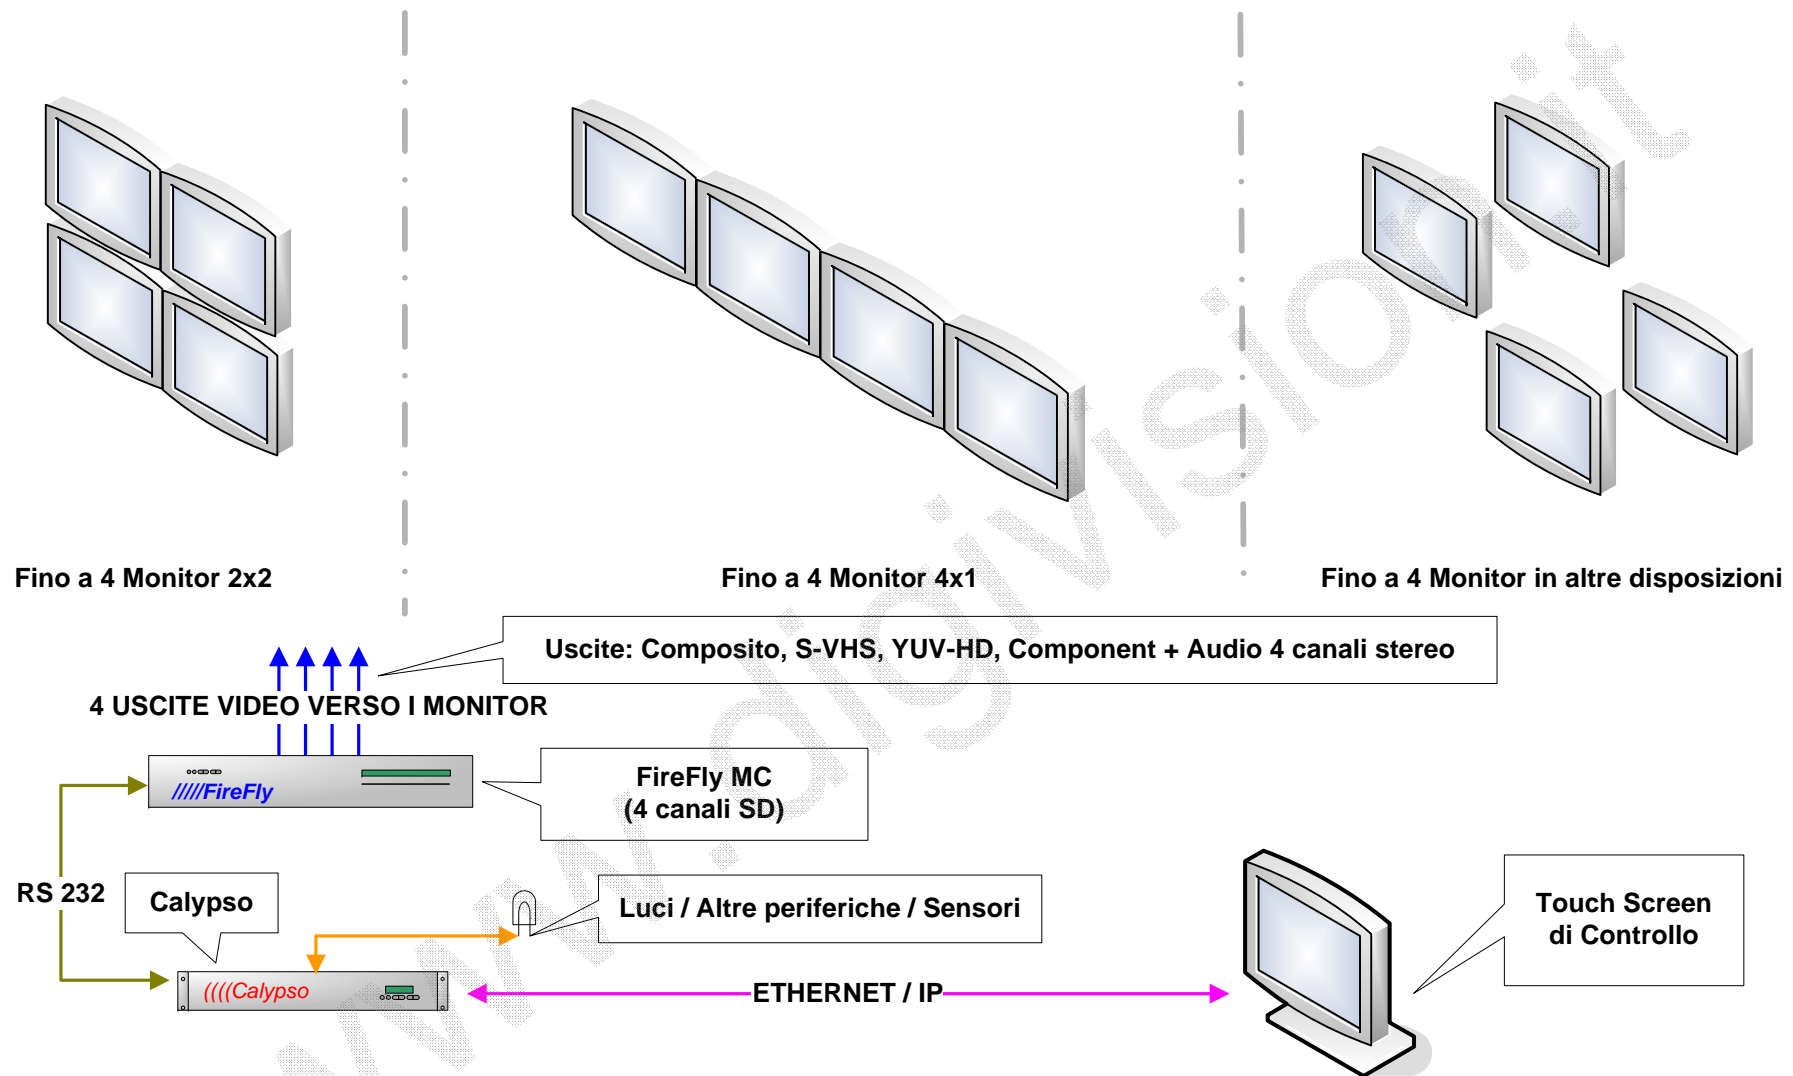 Fino a 4 Monitor 2x2
Fino a 4 Monitor 4x1
Fino a 4 Monitor in altre disposizioni
Uscite: Composito, S-VHS, YUV-HD, Component + Audio 4 canali stereo
4 USCITE VIDEO VERSO I MONITOR
/////FireFly
FireFly MC
(4 canali SD)
RS 232
Calypso
Luci / Altre periferiche / Sensori
Touch Screen
di Controllo
((((Calypso
ETHERNET / IP
www.digivision.it